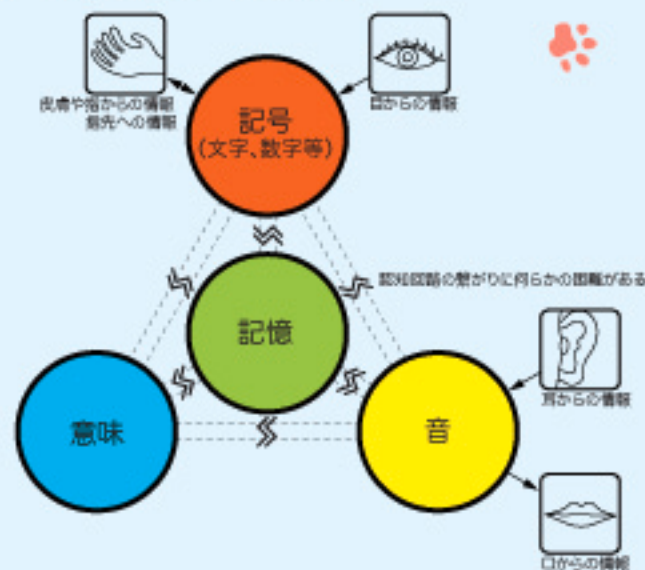 皮膚や指からの情報
指先への情報
目からの情報
記号
(文字、数字等)
認知回路の繋がりに何らかの困難がある
記憶
耳からの情報
意味
音
口からの情報